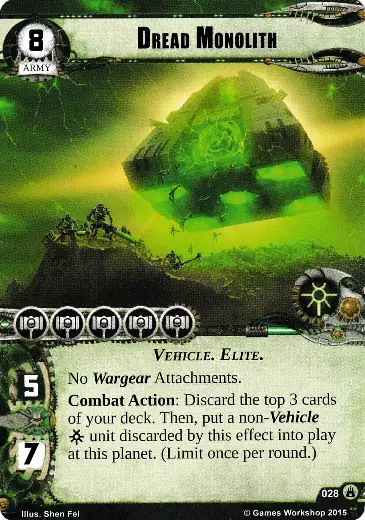 8
ARMY
DREAD MONOLITH
VEHICLE. ELITE.
5
7
No Wargear Attachments.
Combat Action: Discard the top 3 cards
of your deck. Then, put a non-Vehicle
unit discarded by this effect into play
at this planet. (Limit once per round.)
028
Illus. Shen Fei
© Games Workshop 2015